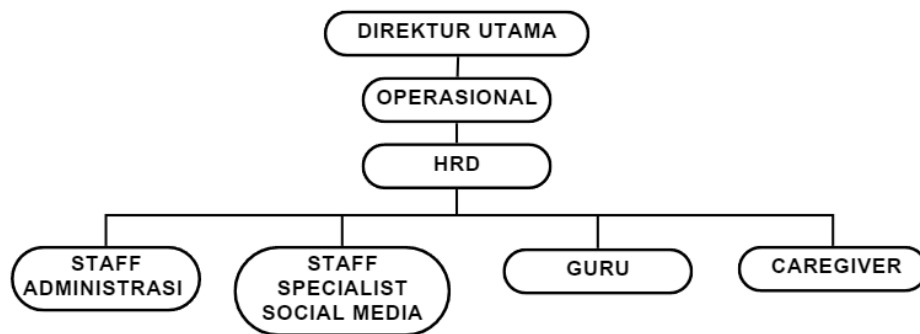 DIREKTUR UTAMA
OPERASIONAL
HRD
STAFF
ADMINISTRASI
STAFF
SPECIALIST
SOCIAL MEDIA
GURU
CAREGIVER